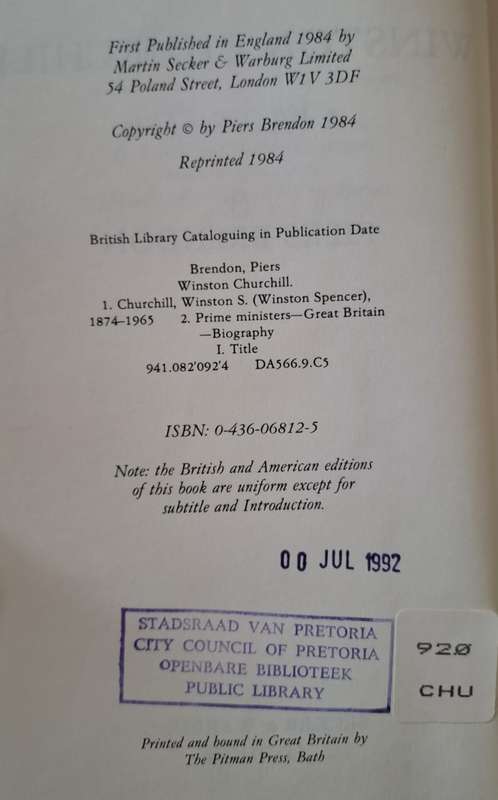 First Published in England 1984 by
Martin Secker & Warburg Limited
54 Poland Street, London W1V 3DF
Copyright © by Piers Brendon 1984
Reprinted 1984
British Library Cataloguing in Publication Date
Brendon, Piers
Winston Churchill.
1. Churchill, Winston S. (Winston Spencer),
1874–1965 2. Prime ministers—Great Britain
—Biography
I. Title
941.082'092'4 DA566.9.C5
ISBN: 0-436-06812-5
Note: the British and American editions
of this book are uniform except for
subtitle and Introduction.
00 JUL 1992
STADSRAAD VAN PRETORIA
CITY COUNCIL OF PRETORIA
OPENBARE BIBLIOTEEK
PUBLIC LIBRARY
920
CHU
Printed and bound in Great Britain by
The Pitman Press, Bath